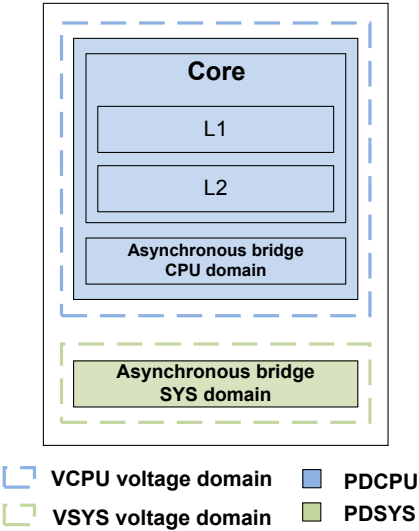 Core
L1
L2
Asynchronous bridge
CPU domain
Asynchronous bridge
SYS domain
VCPU voltage domain
PDCPU
VSYS voltage domain
PDSYS